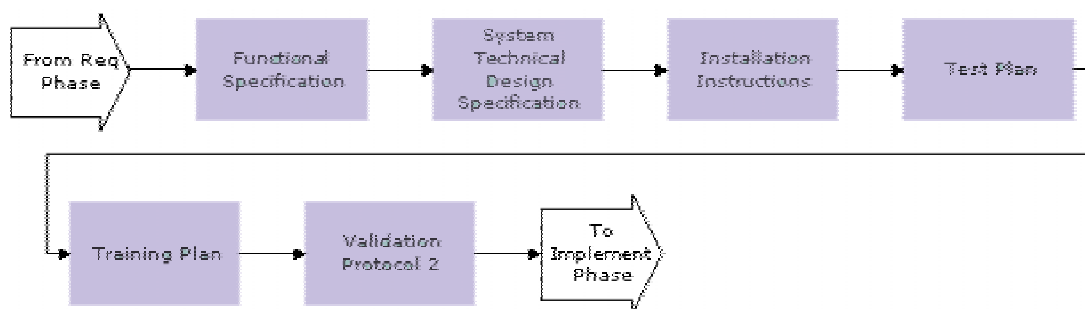 From Req
Phase
Functional
Specification
System
Technical
Design
Specification
Installation
Instructions
Test Plan
Training Plan
Validation
Protocol 2
To
Implement
Phase